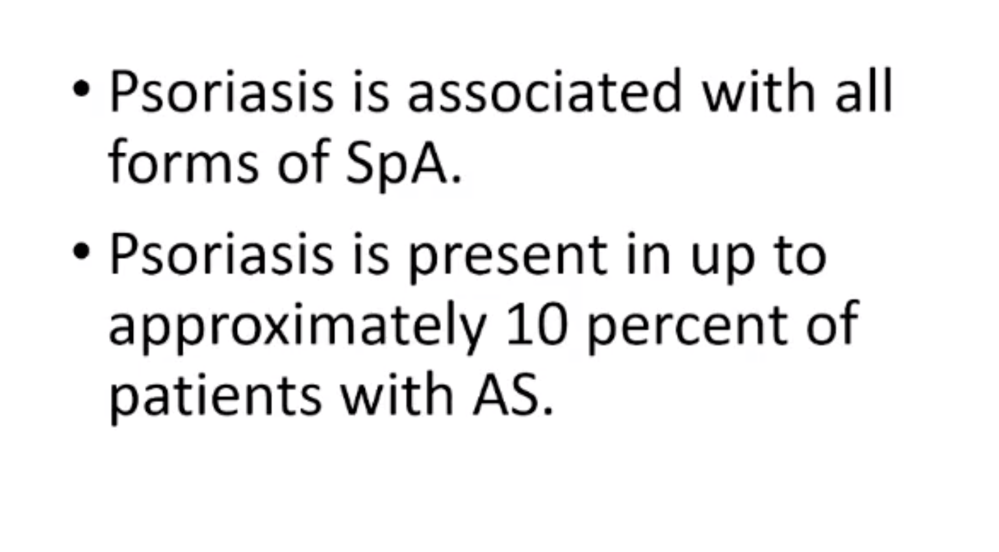 • Psoriasis is associated with all
forms of SpA.
• Psoriasis is present in up to
approximately 10 percent of
patients with AS.